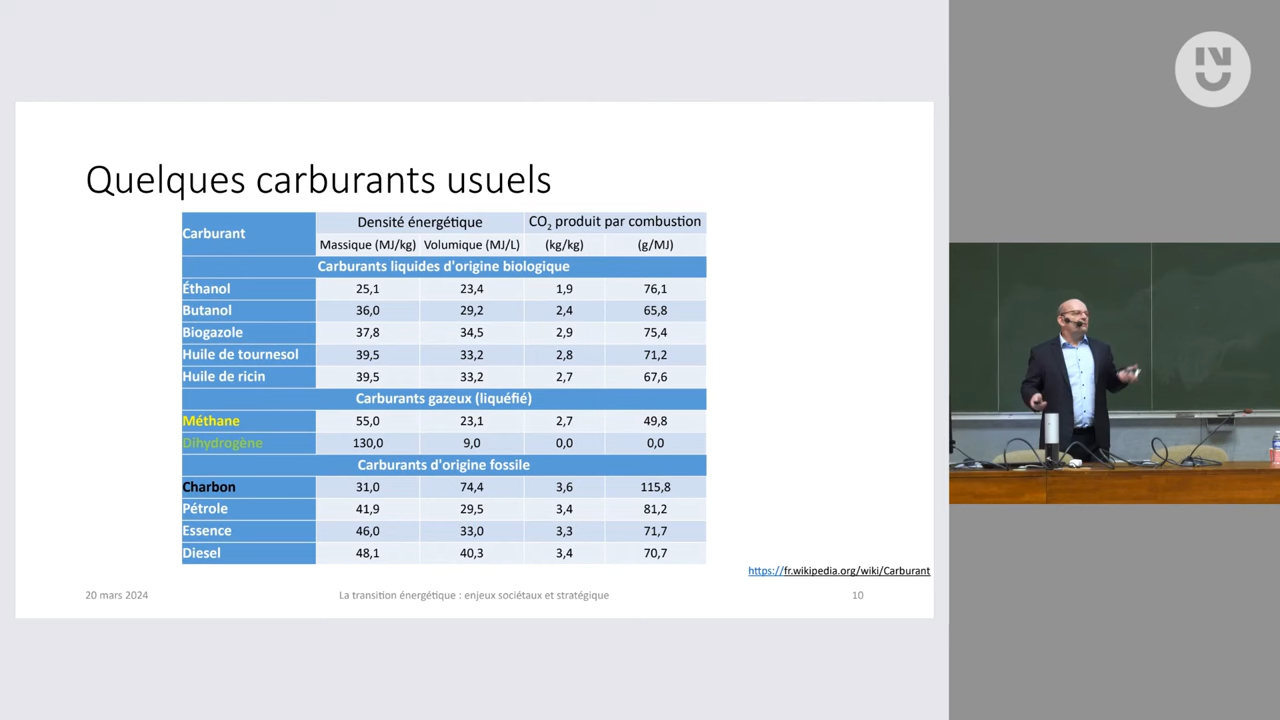 Quelques carburants usuels
Carburant
Densité énergétique
CO2 produit par combustion
Massique (MJ/kg) Volumique (MJ/L) (kg/kg) (g/MJ)
Carburants liquides d'origine biologique
Éthanol 25,1 23,4 1,9 76,1
Butanol 36,0 29,2 2,4 65,8
Biogazole 37,8 34,5 2,9 75,4
Huile de tournesol 39,5 33,2 2,8 71,2
Huile de ricin 39,5 33,2 2,7 67,6
Carburants gazeux (liquéfié)
Méthane 55,0 23,1 2,7 49,8
Dihydrogène 130,0 9,0 0,0 0,0
Carburants d'origine fossile
Charbon 31,0 74,4 3,6 115,8
Pétrole 41,9 29,5 3,4 81,2
Essence 46,0 33,0 3,3 71,7
Diesel 48,1 40,3 3,4 70,7
https://fr.wikipedia.org/wiki/Carburant
20 mars 2024 La transition énergétique : enjeux sociétaux et stratégique 10